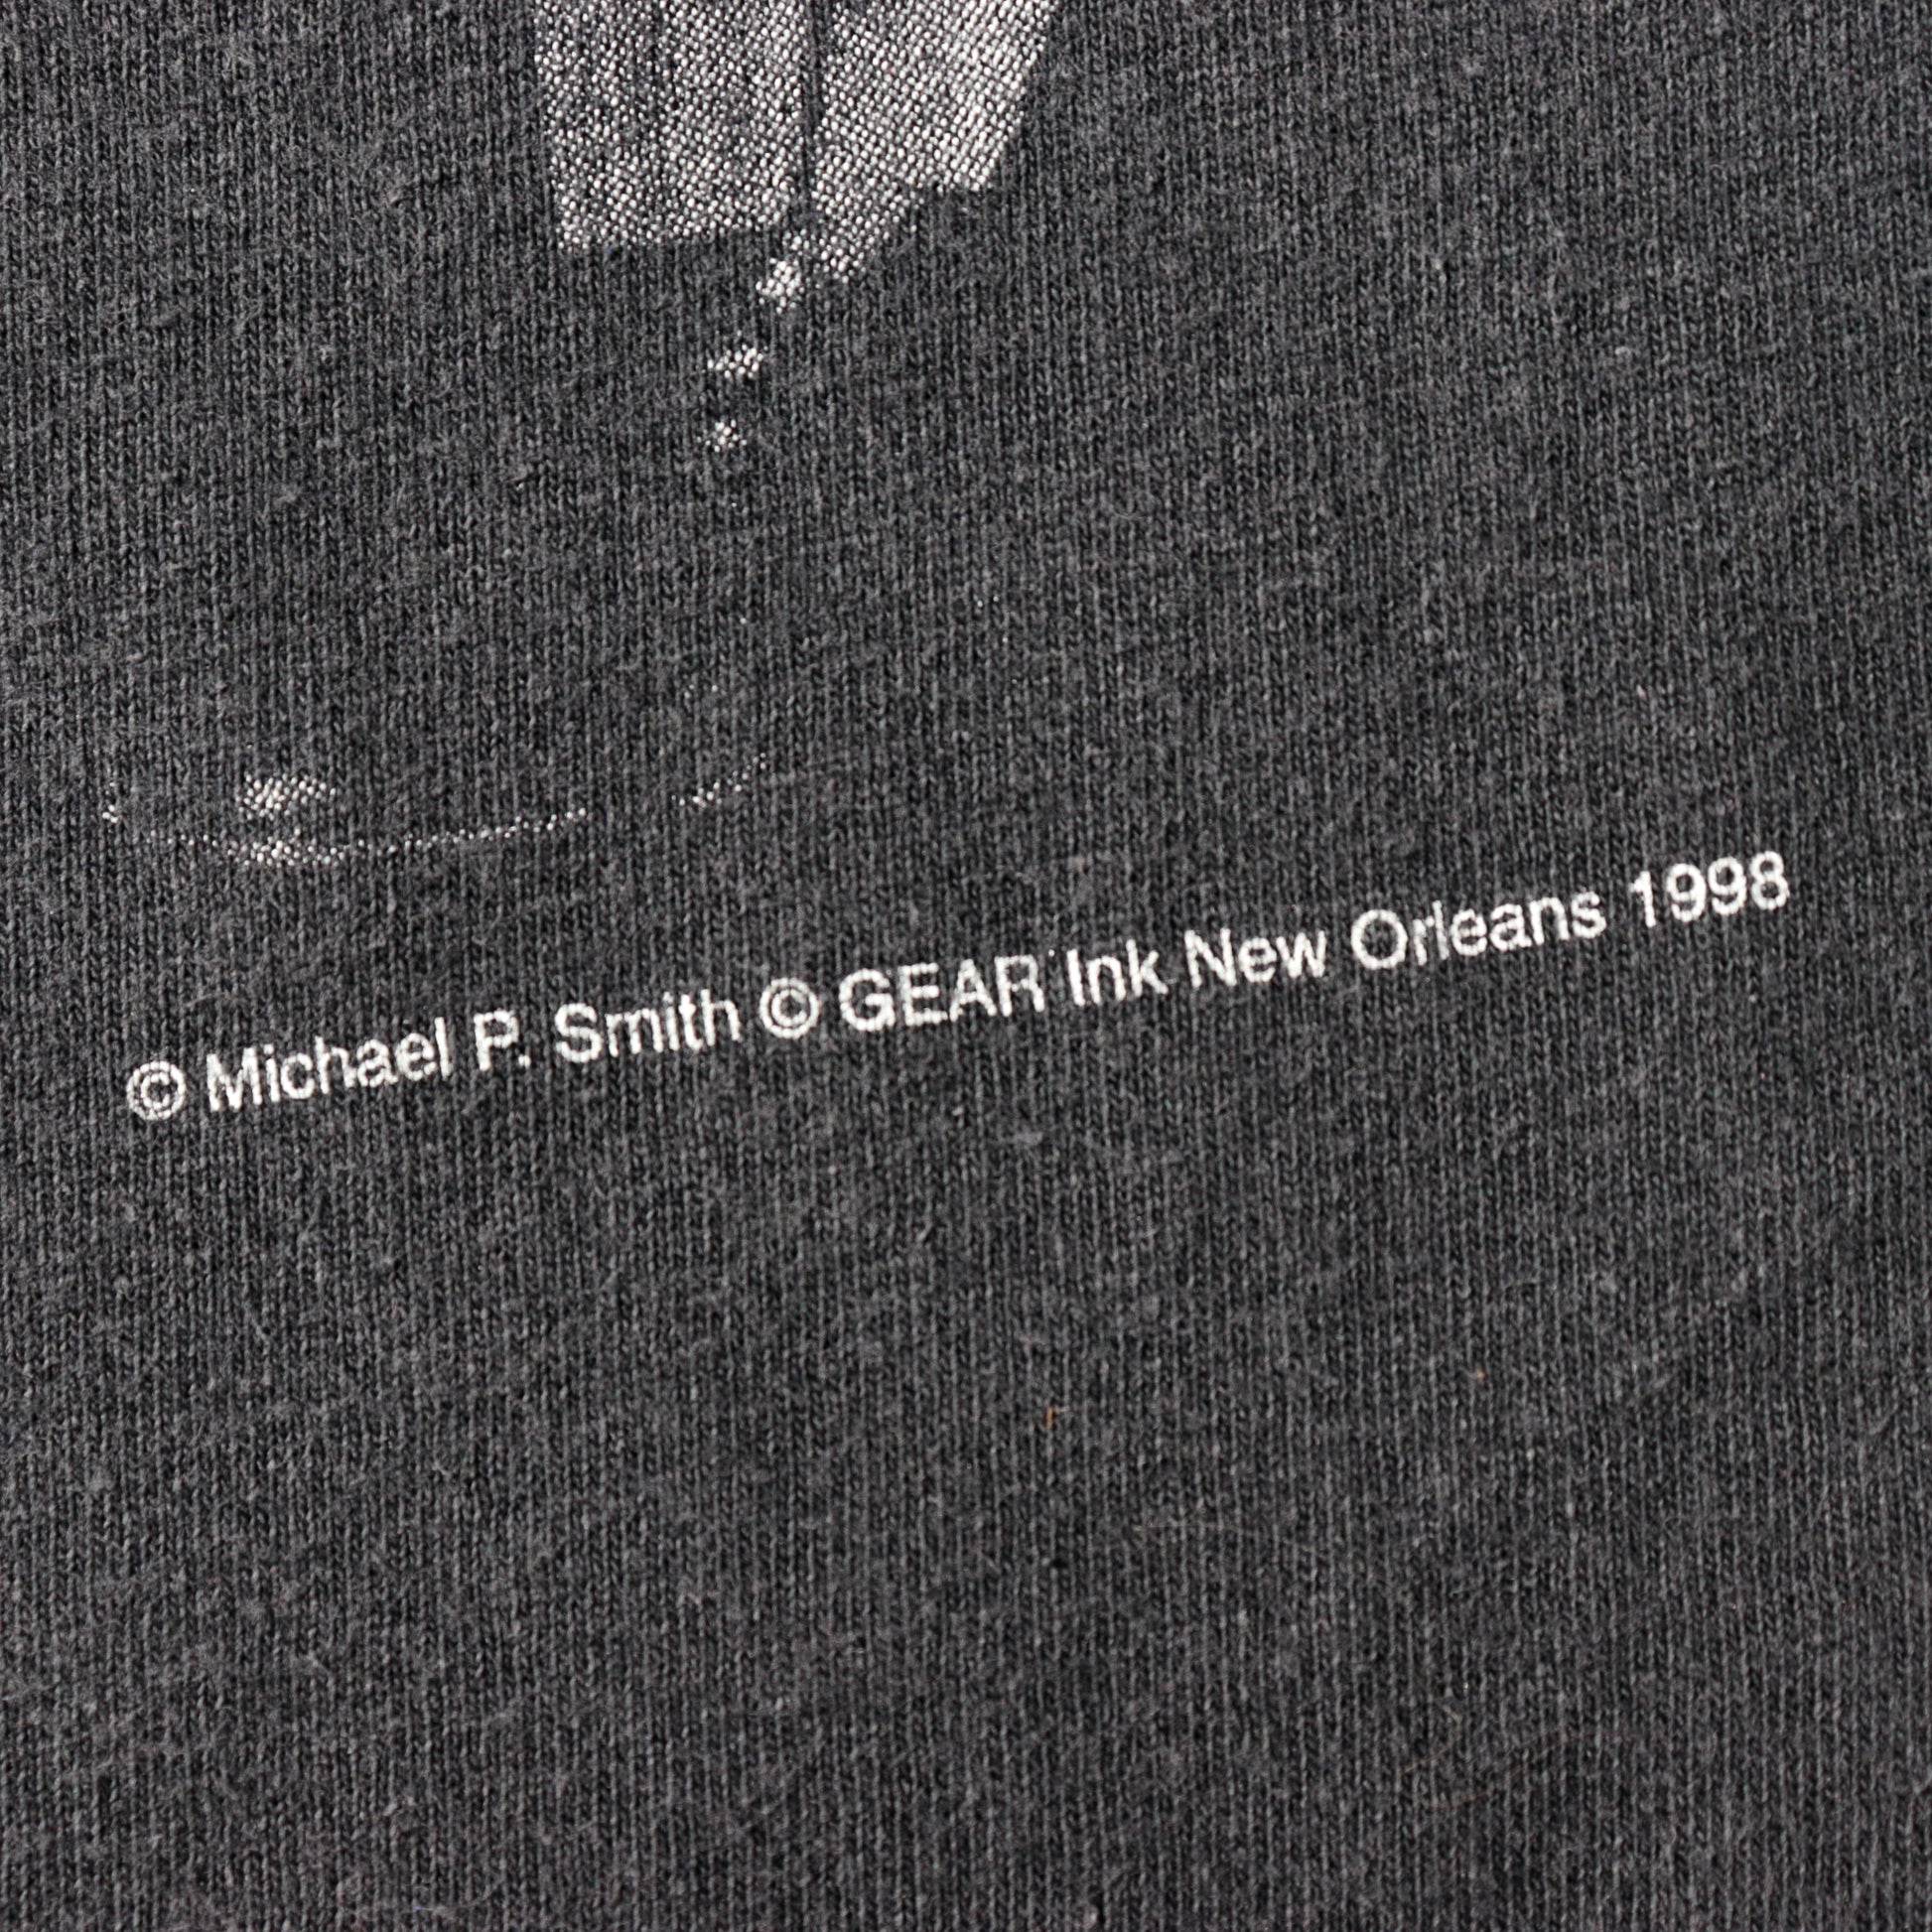 © Michael P. Smith © GEAR Ink New Orleans 1998